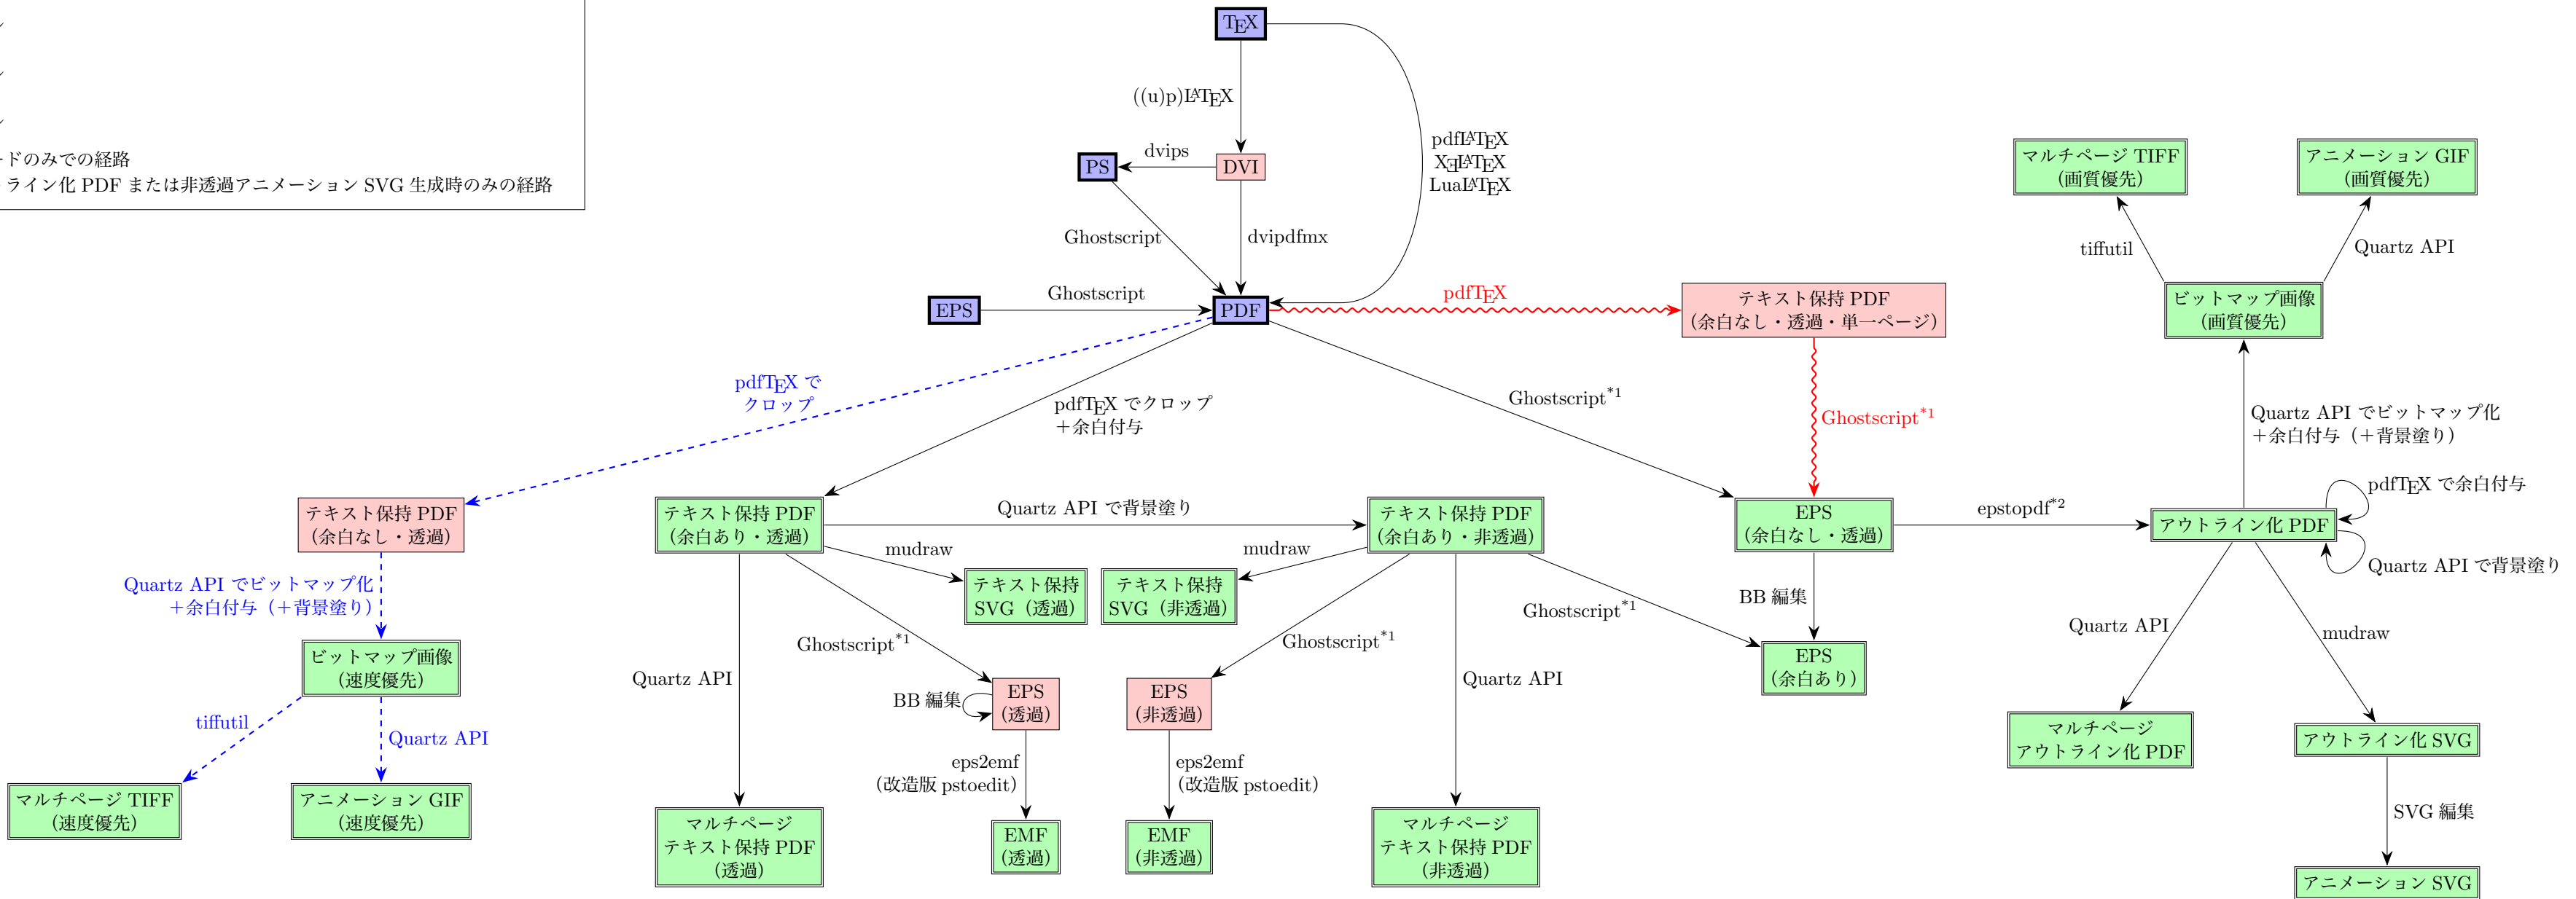 TEX
((u)p)LATEX
pdfLATEX
XƎLATEX
LuaLATEX
PS
dvips
DVI
ードのみでの経路
ライン化 PDF または非透過アニメーション SVG 生成時のみの経路
マルチページ TIFF
（画質優先）
アニメーション GIF
（画質優先）
Ghostscript
dvipdfmx
tiffutil
Quartz API
EPS
Ghostscript
PDF
pdfTEX
テキスト保持 PDF
（余白なし・透過・単一ページ）
ビットマップ画像
（画質優先）
pdfTEX で
クロップ
pdfTEX でクロップ
＋余白付与
Ghostscript*1
Ghostscript*1
Quartz API でビットマップ化
＋余白付与（＋背景塗り）
テキスト保持 PDF
（余白なし・透過）
テキスト保持 PDF
（余白あり・透過）
Quartz API で背景塗り
テキスト保持 PDF
（余白あり・非透過）
EPS
（余白なし・透過）
epstopdf*2
アウトライン化 PDF
pdfTEX で余白付与
Quartz API で背景塗り
mudraw
mudraw
テキスト保持
SVG（透過）
テキスト保持
SVG（非透過）
Quartz API でビットマップ化
＋余白付与（＋背景塗り）
BB 編集
Ghostscript*1
Ghostscript*1
Ghostscript*1
Quartz API
mudraw
ビットマップ画像
（速度優先）
Quartz API
BB 編集
EPS
（透過）
EPS
（非透過）
Quartz API
EPS
（余白あり）
tiffutil
Quartz API
eps2emf
（改造版 pstoedit）
eps2emf
（改造版 pstoedit）
マルチページ
アウトライン化 PDF
アウトライン化 SVG
マルチページ TIFF
（速度優先）
アニメーション GIF
（速度優先）
マルチページ
テキスト保持 PDF
（透過）
EMF
（透過）
EMF
（非透過）
マルチページ
テキスト保持 PDF
（非透過）
SVG 編集
アニメーション SVG